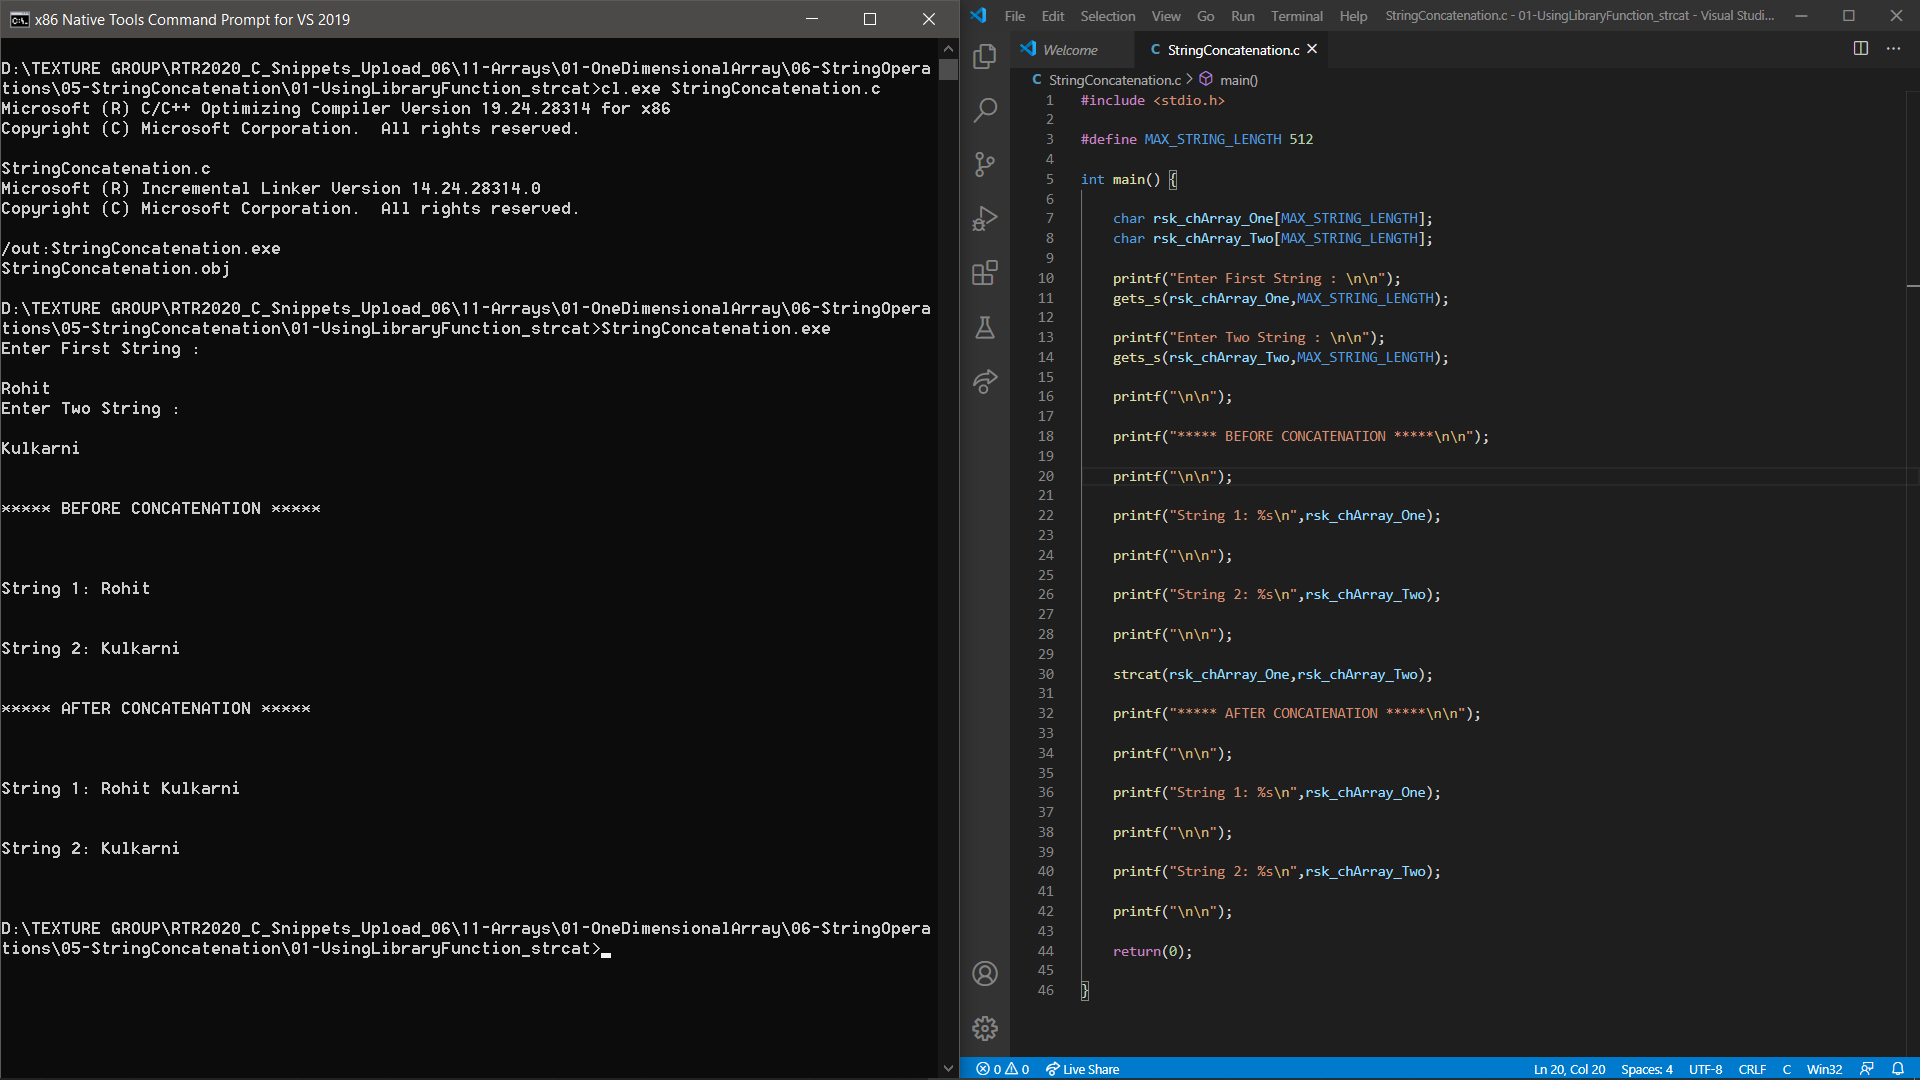 x86 Native Tools Command Prompt for VS 2019
D:\TEXTURE GROUP\RTR2020_C_Snippets_Upload_06\11-Arrays\01-OneDimensionalArray\06-StringOpera
tions\05-StringConcatenation\01-UsingLibraryFunction_strcat>cl.exe StringConcatenation.c
Microsoft (R) C/C++ Optimizing Compiler Version 19.24.28314 for x86
Copyright (C) Microsoft Corporation.  All rights reserved.
StringConcatenation.c
Microsoft (R) Incremental Linker Version 14.24.28314.0
Copyright (C) Microsoft Corporation.  All rights reserved.
/out:StringConcatenation.exe
StringConcatenation.obj
D:\TEXTURE GROUP\RTR2020_C_Snippets_Upload_06\11-Arrays\01-OneDimensionalArray\06-StringOpera
tions\05-StringConcatenation\01-UsingLibraryFunction_strcat>StringConcatenation.exe
Enter First String :
Rohit
Enter Two String :
Kulkarni
***** BEFORE CONCATENATION *****
String 1: Rohit
String 2: Kulkarni
***** AFTER CONCATENATION *****
String 1: Rohit Kulkarni
String 2: Kulkarni
D:\TEXTURE GROUP\RTR2020_C_Snippets_Upload_06\11-Arrays\01-OneDimensionalArray\06-StringOpera
tions\05-StringConcatenation\01-UsingLibraryFunction_strcat>
File Edit Selection View Go Run Terminal Help StringConcatenation.c - 01-UsingLibraryFunction_strcat - Visual Studi...
Welcome C StringConcatenation.c
C StringConcatenation.c > main()
1 #include <stdio.h>
2
3 #define MAX_STRING_LENGTH 512
4
5 int main() {
6
7 char rsk_chArray_One[MAX_STRING_LENGTH];
8 char rsk_chArray_Two[MAX_STRING_LENGTH];
9
10 printf("Enter First String : \n\n");
11 gets_s(rsk_chArray_One,MAX_STRING_LENGTH);
12
13 printf("Enter Two String : \n\n");
14 gets_s(rsk_chArray_Two,MAX_STRING_LENGTH);
15
16 printf("\n\n");
17
18 printf("***** BEFORE CONCATENATION *****\n\n");
19
20 printf("\n\n");
21
22 printf("String 1: %s\n",rsk_chArray_One);
23
24 printf("\n\n");
25
26 printf("String 2: %s\n",rsk_chArray_Two);
27
28 printf("\n\n");
29
30 strcat(rsk_chArray_One,rsk_chArray_Two);
31
32 printf("***** AFTER CONCATENATION *****\n\n");
33
34 printf("\n\n");
35
36 printf("String 1: %s\n",rsk_chArray_One);
37
38 printf("\n\n");
39
40 printf("String 2: %s\n",rsk_chArray_Two);
41
42 printf("\n\n");
43
44 return(0);
45
46 }
0 0 Live Share Ln 20, Col 20 Spaces: 4 UTF-8 CRLF C Win32